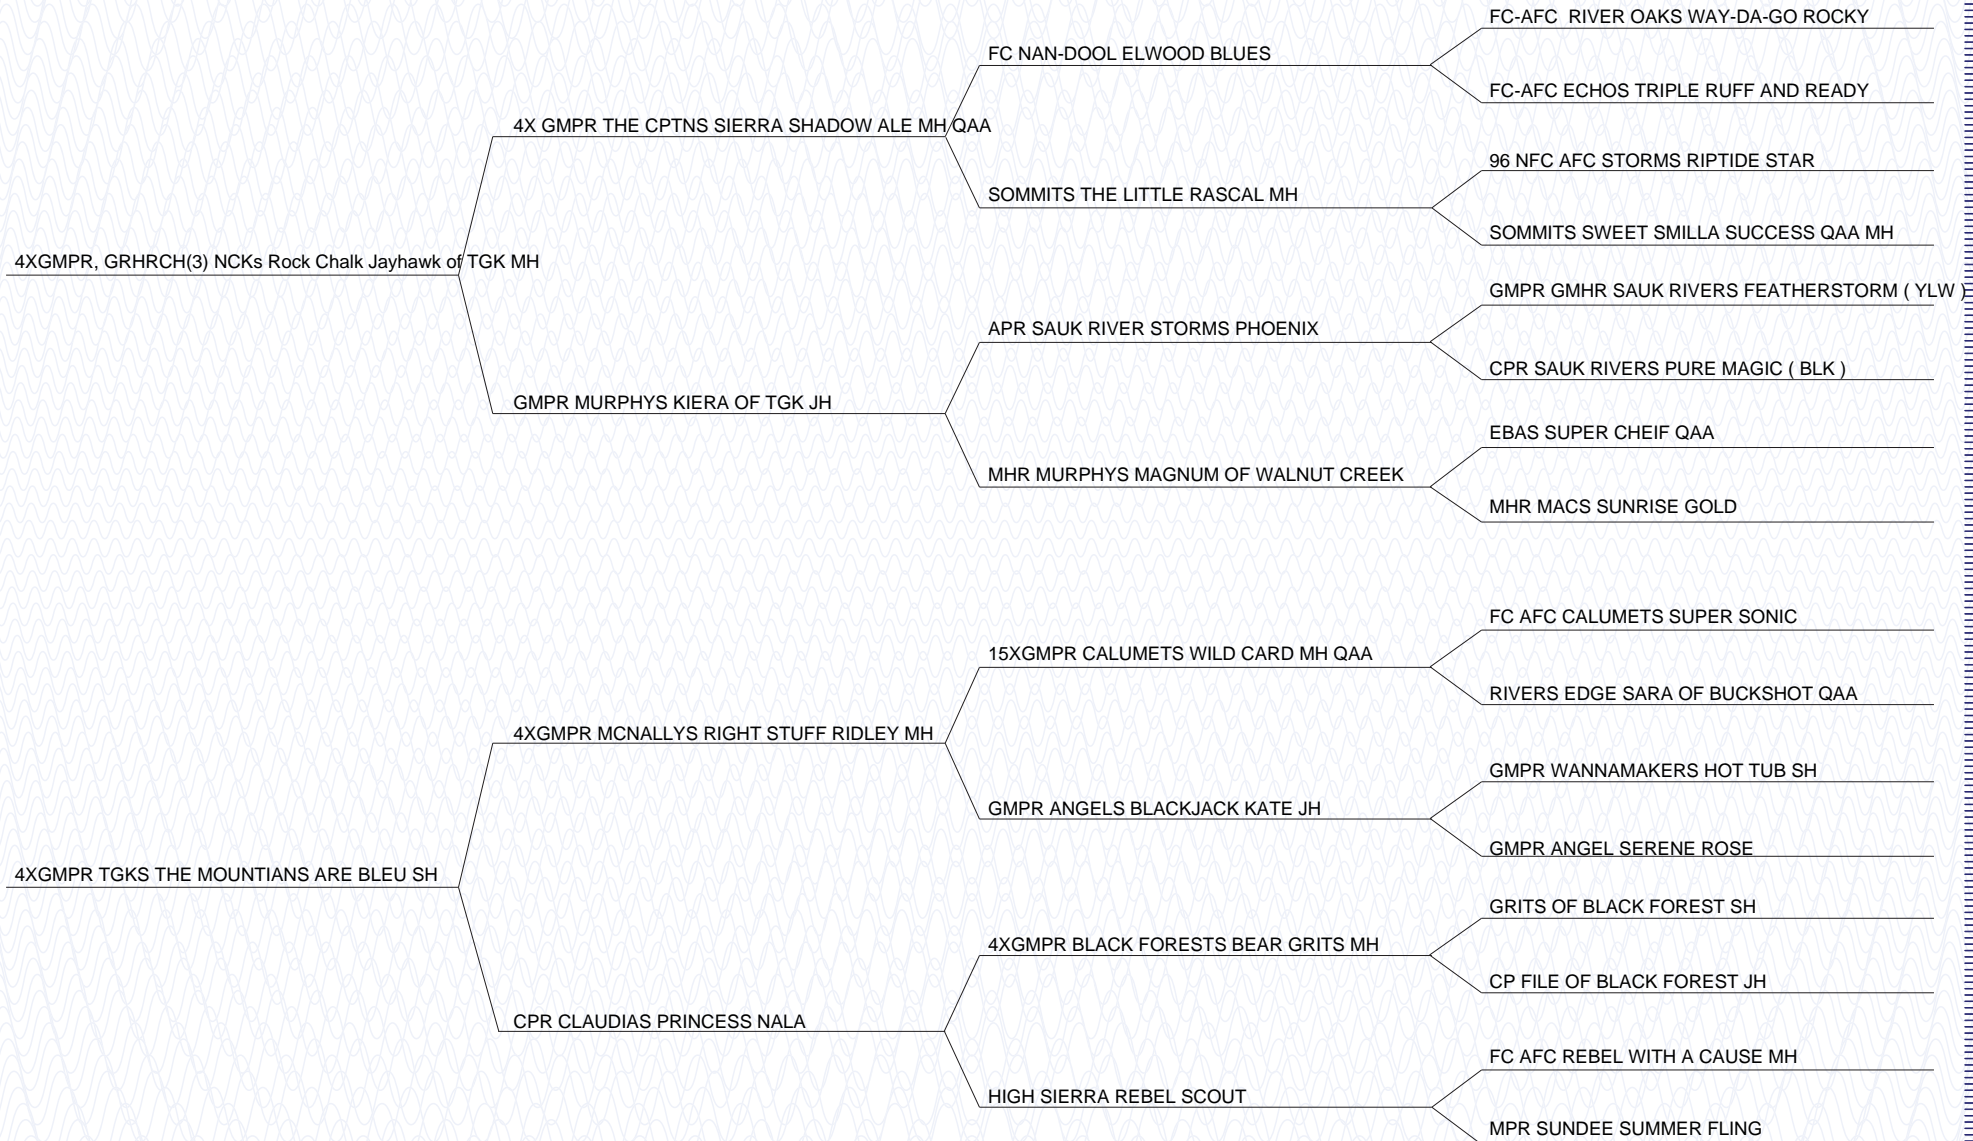 FC-AFC  RIVER OAKS WAY-DA-GO ROCKY
FC NAN-DOOL ELWOOD BLUES
FC-AFC ECHOS TRIPLE RUFF AND READY
4X GMPR THE CPTNS SIERRA SHADOW ALE MH QAA
96 NFC AFC STORMS RIPTIDE STAR
SOMMITS THE LITTLE RASCAL MH
SOMMITS SWEET SMILLA SUCCESS QAA MH
4XGMPR, GRHRCH(3) NCKs Rock Chalk Jayhawk of TGK MH
GMPR GMHR SAUK RIVERS FEATHERSTORM ( YLW )
APR SAUK RIVER STORMS PHOENIX
CPR SAUK RIVERS PURE MAGIC ( BLK )
GMPR MURPHYS KIERA OF TGK JH
EBAS SUPER CHEIF QAA
MHR MURPHYS MAGNUM OF WALNUT CREEK
MHR MACS SUNRISE GOLD
FC AFC CALUMETS SUPER SONIC
15XGMPR CALUMETS WILD CARD MH QAA
RIVERS EDGE SARA OF BUCKSHOT QAA
4XGMPR MCNALLYS RIGHT STUFF RIDLEY MH
GMPR WANNAMAKERS HOT TUB SH
GMPR ANGELS BLACKJACK KATE JH
GMPR ANGEL SERENE ROSE
4XGMPR TGKS THE MOUNTIANS ARE BLEU SH
GRITS OF BLACK FOREST SH
4XGMPR BLACK FORESTS BEAR GRITS MH
CP FILE OF BLACK FOREST JH
CPR CLAUDIAS PRINCESS NALA
FC AFC REBEL WITH A CAUSE MH
HIGH SIERRA REBEL SCOUT
MPR SUNDEE SUMMER FLING